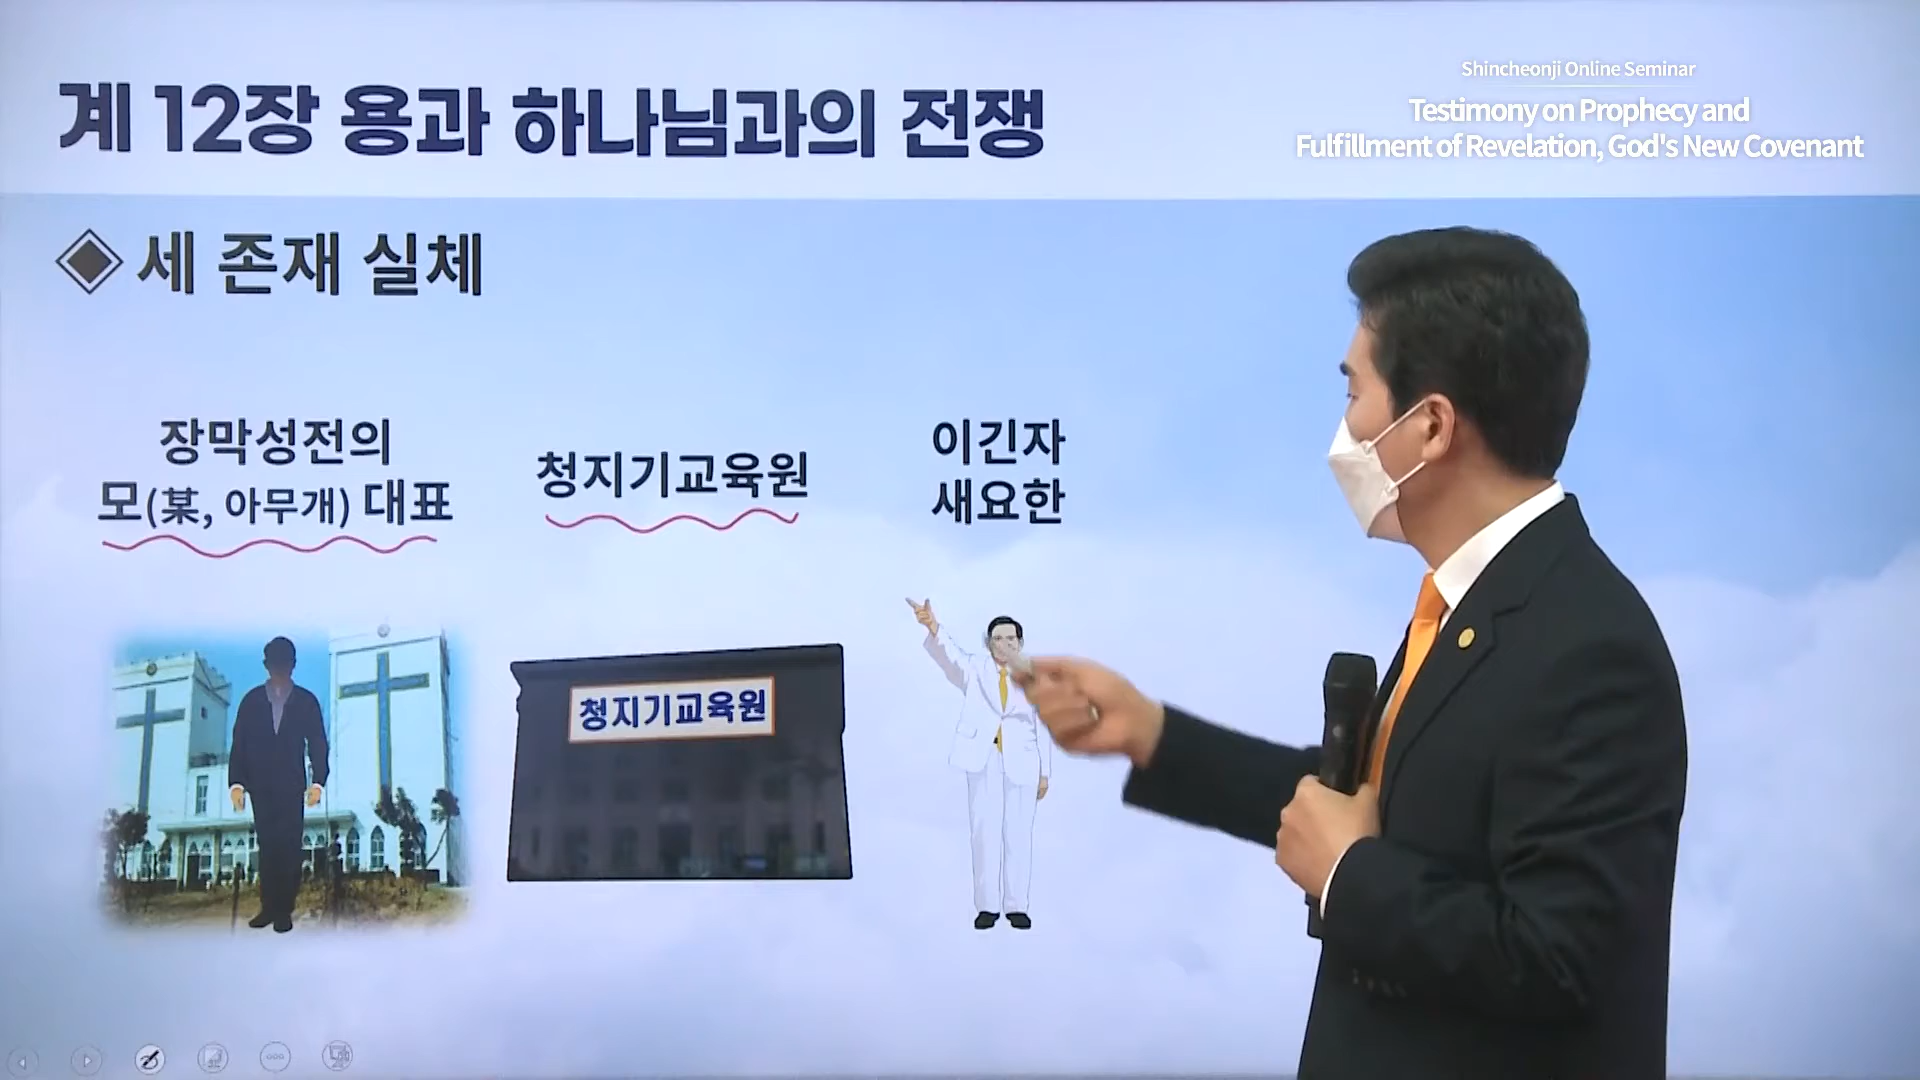 계 12장 용과 하나님과의 전쟁
Shincheonji Online Seminar
Testimony on Prophecy and
Fulfillment of Revelation, God's New Covenant
세 존재 실체
장막성전의
모(某, 아무개) 대표
청지기교육원
이긴자
새요한
청지기교육원